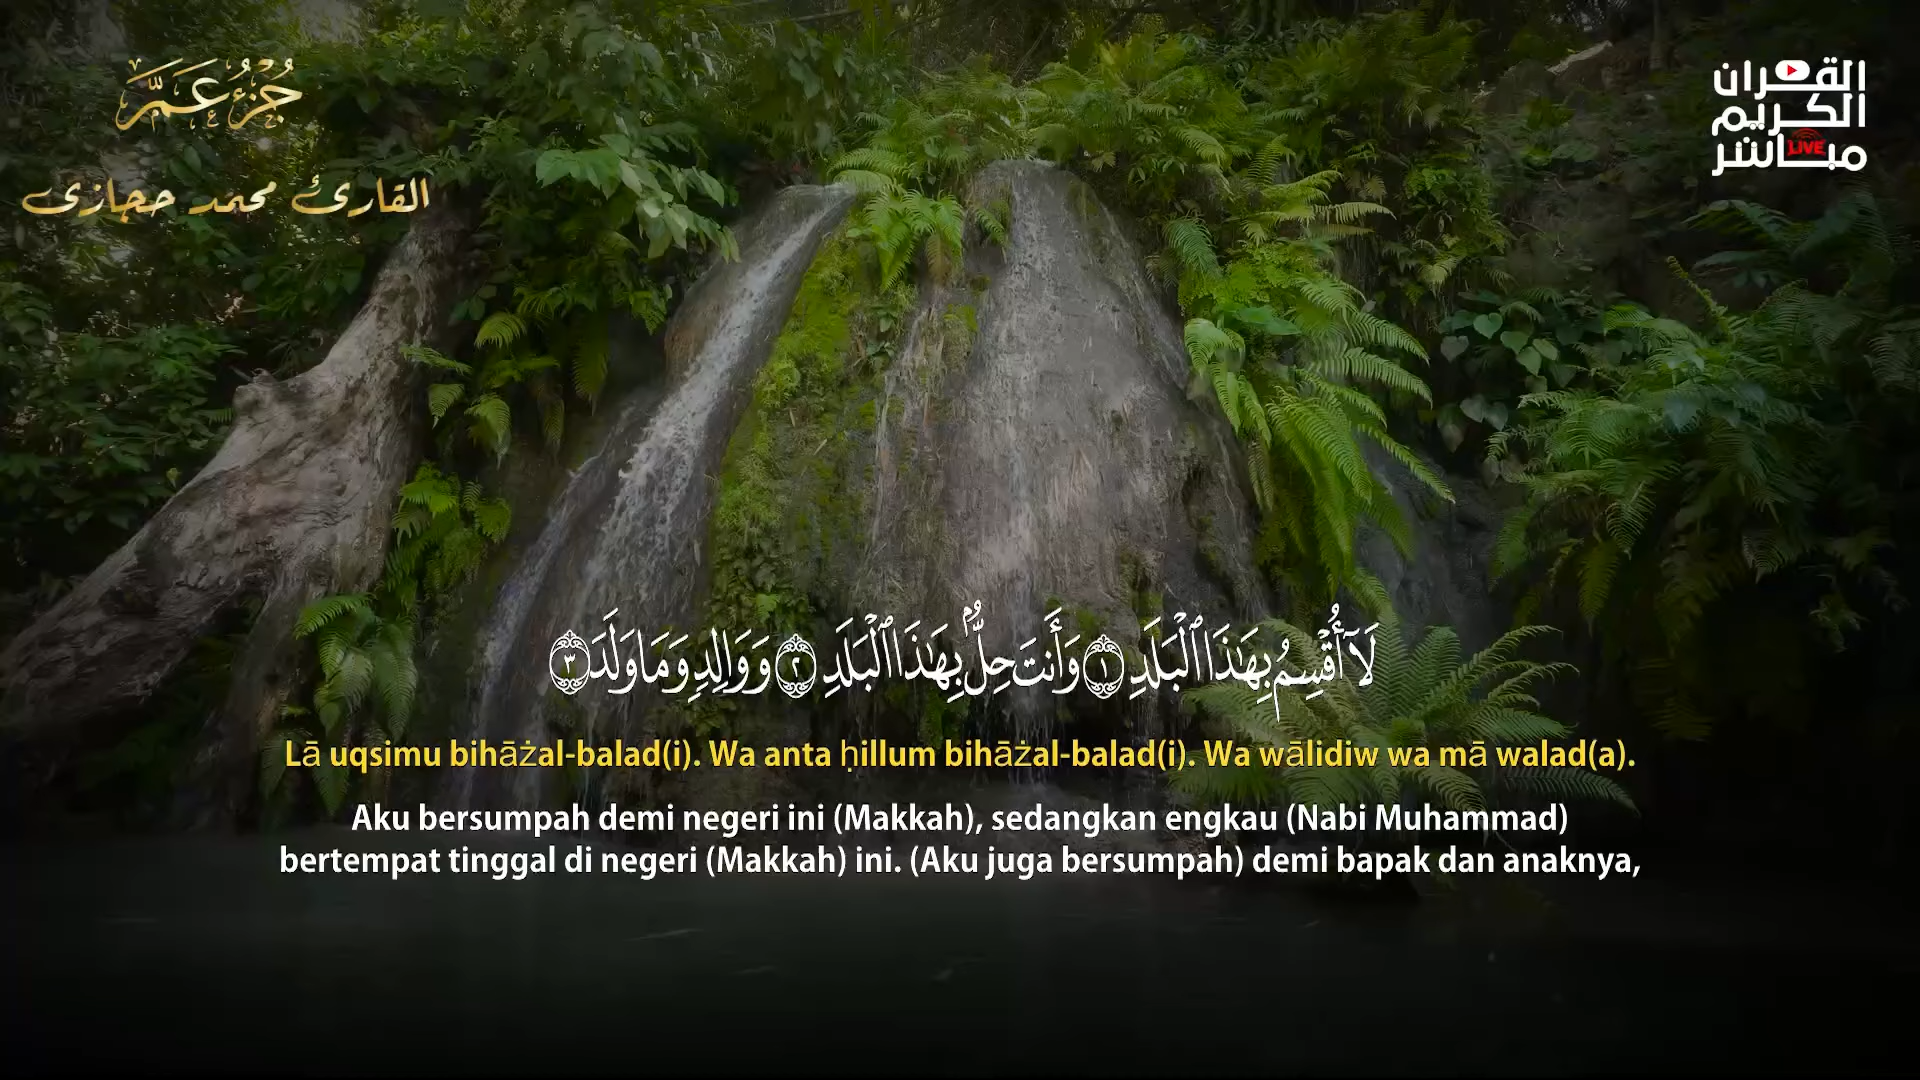 جُزْءُ عَمَّ
القارئ محمد حجازي
القران
الكريم
مباشر
LIVE
لَآ أُقْسِمُ بِهَٰذَا ٱلْبَلَدِ ١ وَأَنتَ حِلٌّۢ بِهَٰذَا ٱلْبَلَدِ ٢ وَوَالِدٍ وَمَا وَلَدَ ٣
Lā uqsimu bihāżal-balad(i). Wa anta ḥillum bihāżal-balad(i). Wa wālidiw wa mā walad(a).
Aku bersumpah demi negeri ini (Makkah), sedangkan engkau (Nabi Muhammad)
bertempat tinggal di negeri (Makkah) ini. (Aku juga bersumpah) demi bapak dan anaknya,